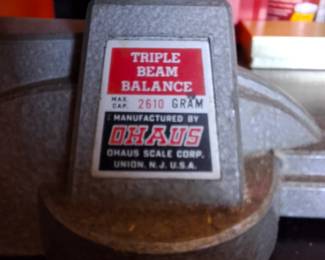 TRIPLE
BEAM
BALANCE
MAX. CAP. 2610 GRAM
MANUFACTURED BY
OHAUS
OHAUS SCALE CORP.
UNION, N.J. U.S.A.